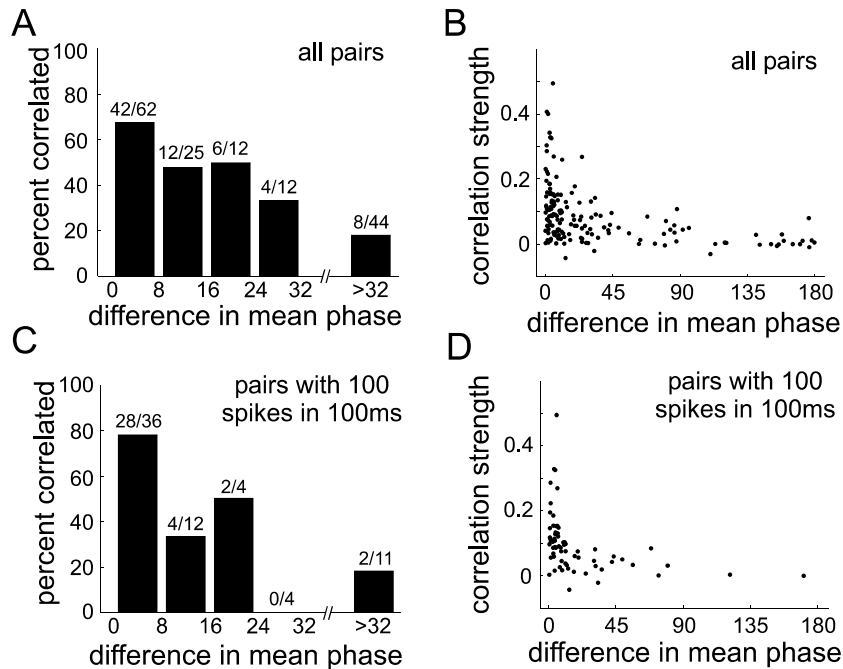 A
all pairs
percent correlated
100
80
60
40
20
0
42/62
12/25
6/12
4/12
8/44
0 8 16 24 32 // >32
difference in mean phase
B
all pairs
correlation strength
0.4
0.2
0
0 45 90 135 180
difference in mean phase
C
pairs with 100
spikes in 100ms
percent correlated
100
80
60
40
20
0
28/36
4/12
2/4
0/4
2/11
0 8 16 24 32 // >32
difference in mean phase
D
pairs with 100
spikes in 100ms
correlation strength
0.4
0.2
0
0 45 90 135 180
difference in mean phase